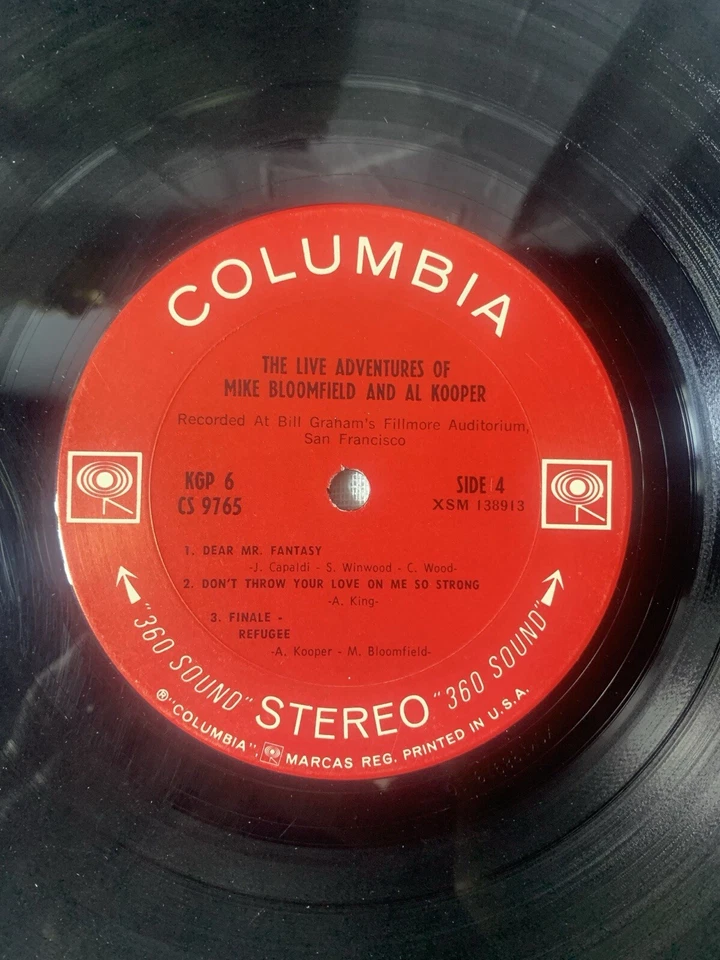 COLUMBIA
THE LIVE ADVENTURES OF
MIKE BLOOMFIELD AND AL KOOPER
Recorded At Bill Graham's Fillmore Auditorium,
San Francisco
KGP 6
CS 9765
SIDE 4
XSM 138913
1. DEAR MR. FANTASY
-J. Capaldi - S. Winwood - C. Wood-
2. DON'T THROW YOUR LOVE ON ME SO STRONG
-A. King-
3. FINALE -
REFUGEE
-A. Kooper - M. Bloomfield-
"360 SOUND" STEREO "360 SOUND"
®"COLUMBIA", MARCAS REG. PRINTED IN U.S.A.